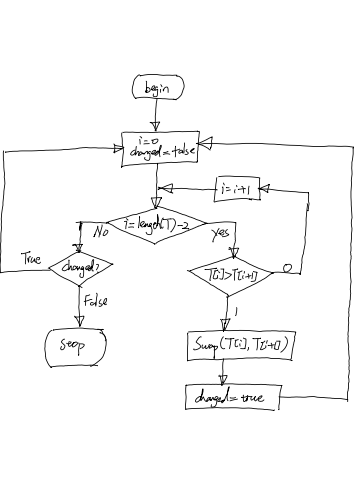 begin
i=0
changed=false
i=i+1
i=length(T)-2
No
yes
True
changed?
T[i]>T[i+1]
0
False
1
Stop
Swap(T[i], T[i+1])
changed=true